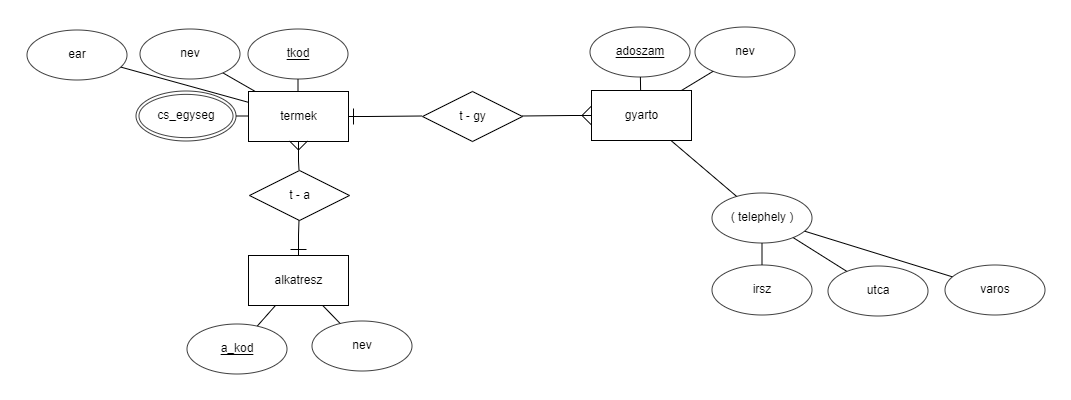 ear
nev
tkod
adoszam
nev
cs_egyseg
termek
t - gy
gyarto
t - a
( telephely )
alkatresz
irsz
utca
varos
a_kod
nev